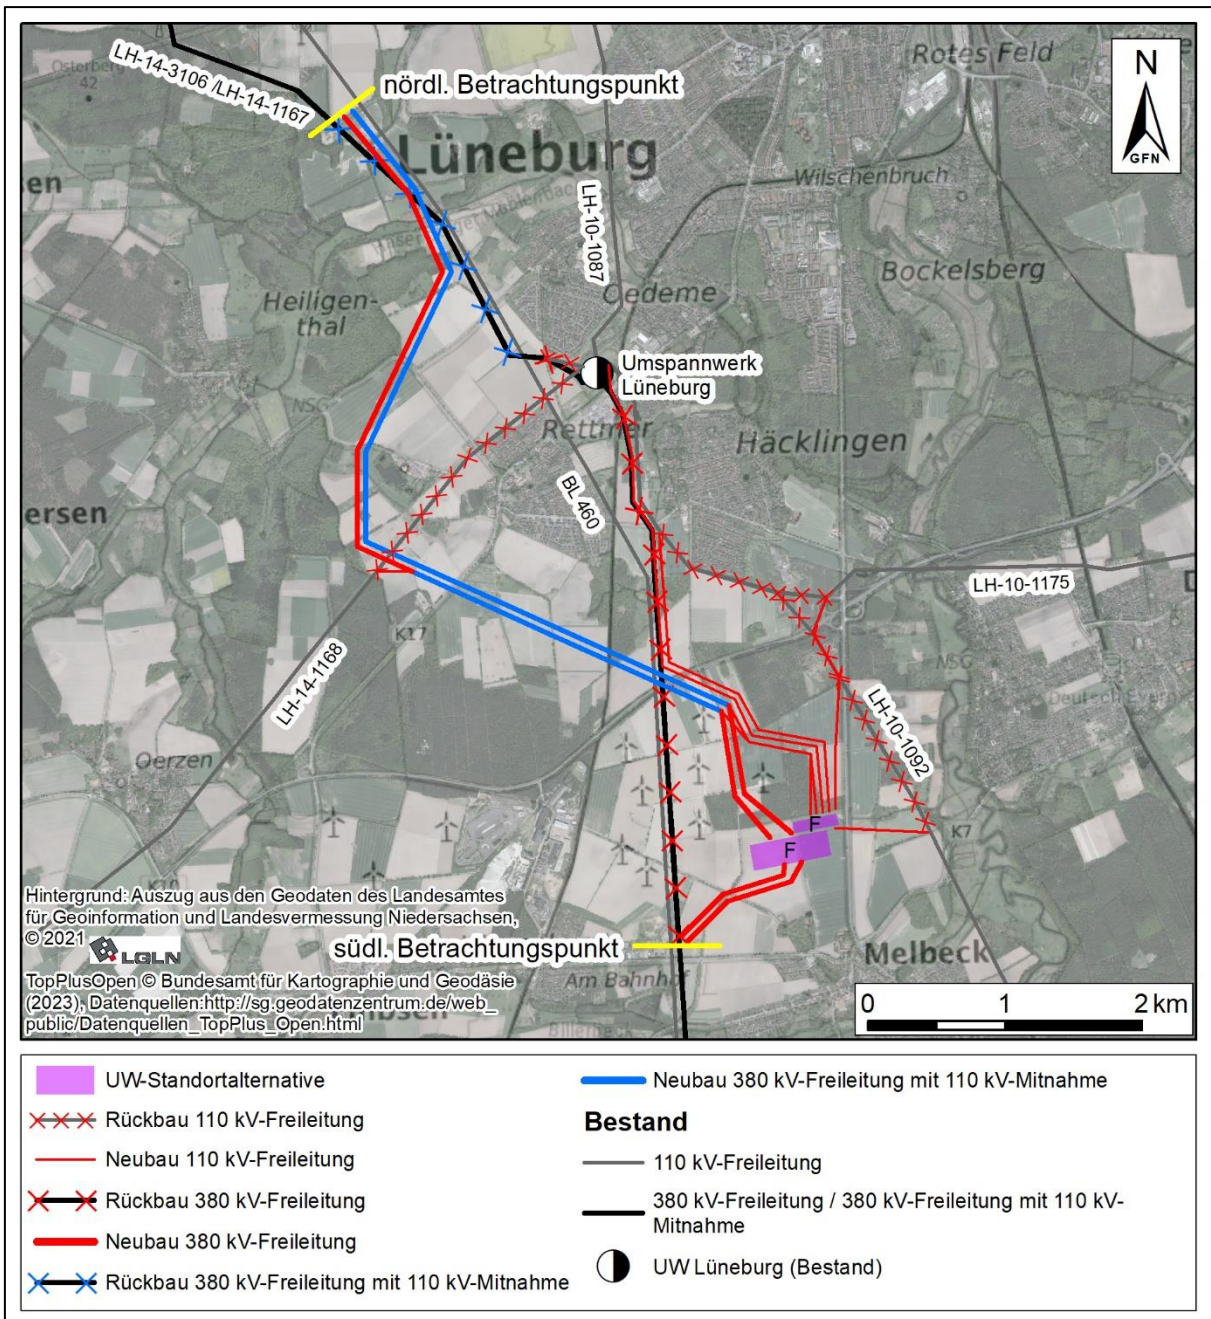 LH-14-3106 /LH-14-1167
Osterberg
42
nördl. Betrachtungspunkt
Rotes Feld
N
GFN
Lüneburg
Wilschenbruch
sen
LH-10-1087
Bockelsberg
Heiligen-
thal
Oedeme
Umspannwerk
Lüneburg
NSG
Rettmer
Häcklingen
BL 460
ersen
LH-10-1175
K17
NSG
LH-14-1168
LH-10-1092
Oerzen
F
K7
F
Hintergrund: Auszug aus den Geodaten des Landesamtes
für Geoinformation und Landesvermessung Niedersachsen,
© 2021
LGLN
südl. Betrachtungspunkt
Melbeck
Am Bahnhof
TopPlusOpen © Bundesamt für Kartographie und Geodäsie
(2023), Datenquellen:http://sg.geodatenzentrum.de/web_
public/Datenquellen_TopPlus_Open.html
0 1 2 km
UW-Standortalternative
Rückbau 110 kV-Freileitung
Neubau 110 kV-Freileitung
Rückbau 380 kV-Freileitung
Neubau 380 kV-Freileitung
Rückbau 380 kV-Freileitung mit 110 kV-Mitnahme
Neubau 380 kV-Freileitung mit 110 kV-Mitnahme
Bestand
110 kV-Freileitung
380 kV-Freileitung / 380 kV-Freileitung mit 110 kV-
Mitnahme
UW Lüneburg (Bestand)